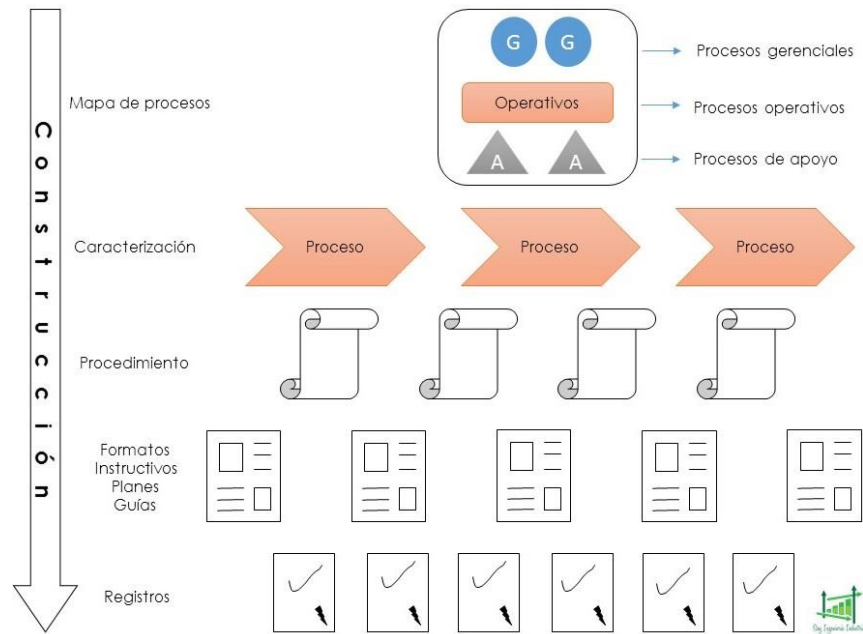 Construcción
Mapa de procesos
G G
Procesos gerenciales
Operativos
Procesos operativos
A A
Procesos de apoyo
Caracterización
Proceso Proceso Proceso
Procedimiento
Formatos
Instructivos
Planes
Guías
Registros